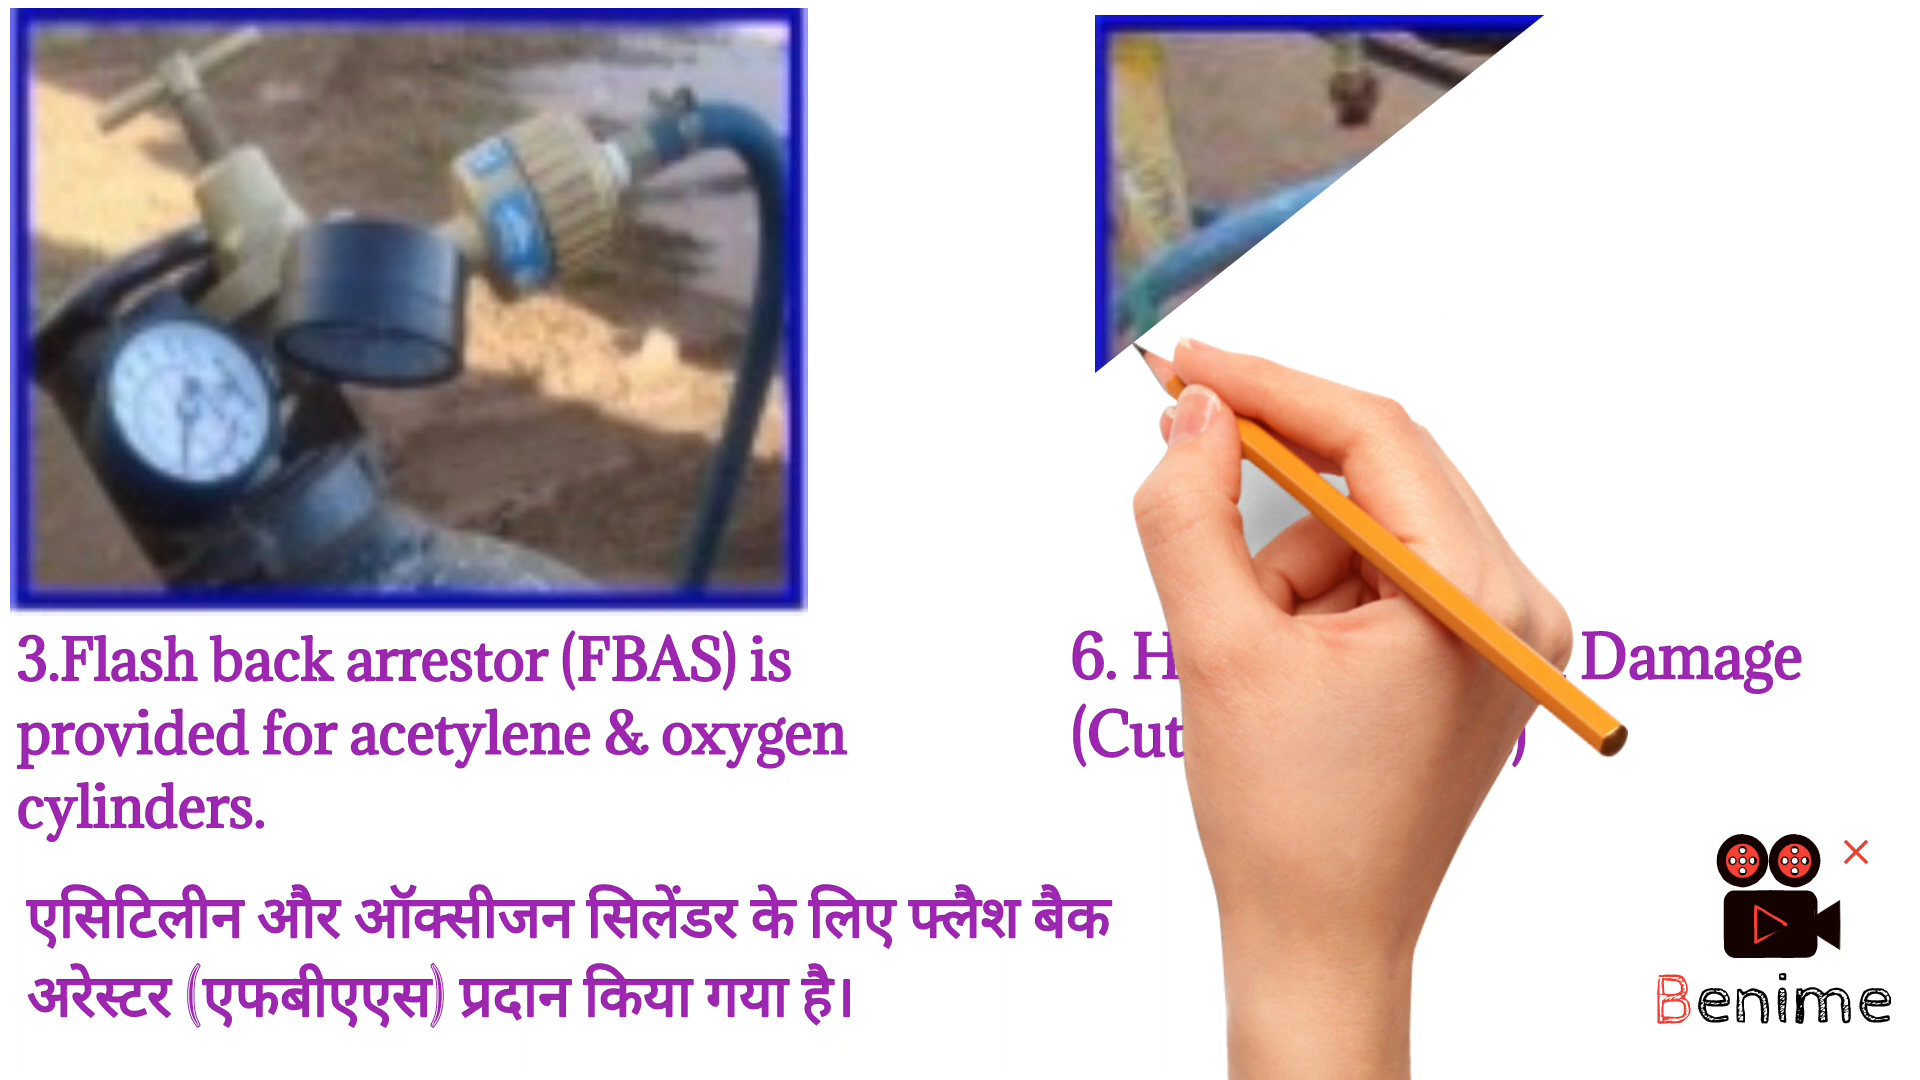 3.Flash back arrestor (FBAS) is
provided for acetylene & oxygen
cylinders.
एसिटिलीन और ऑक्सीजन सिलेंडर के लिए फ्लैश बैक
अरेस्टर (एफबीएएस) प्रदान किया गया है।
6. Damage
(Cut
Benime